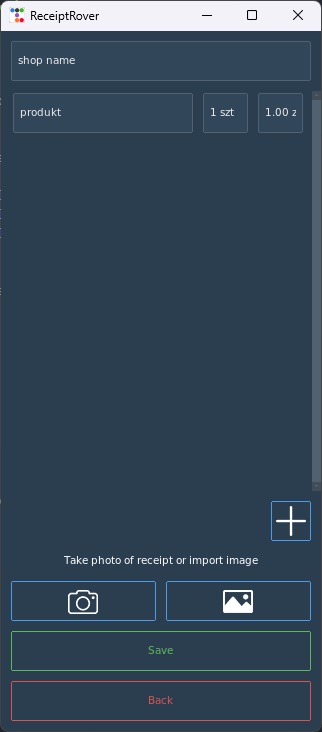 ReceiptRover
shop name
produkt 1 szt 1.00 z
Take photo of receipt or import image
Save
Back